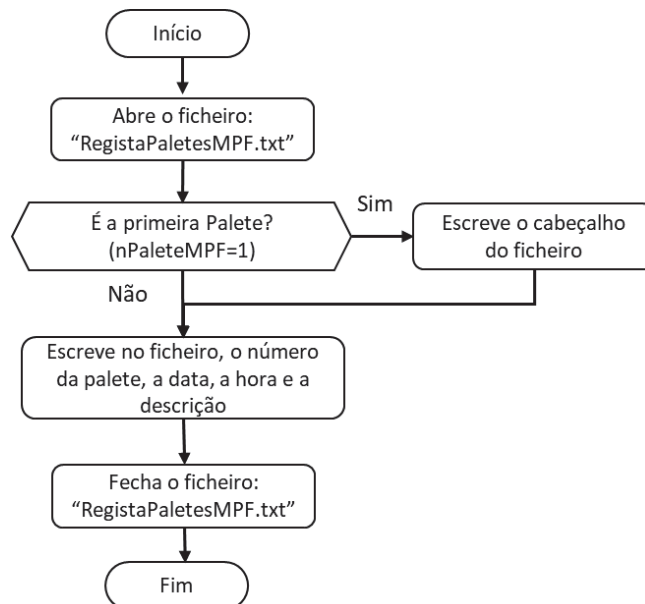 Início
Abre o ficheiro:
“RegistaPaletesMPF.txt”
É a primeira Palete?
(nPaleteMPF=1)
Sim
Escreve o cabeçalho
do ficheiro
Não
Escreve no ficheiro, o número
da palete, a data, a hora e a
descrição
Fecha o ficheiro:
“RegistaPaletesMPF.txt”
Fim